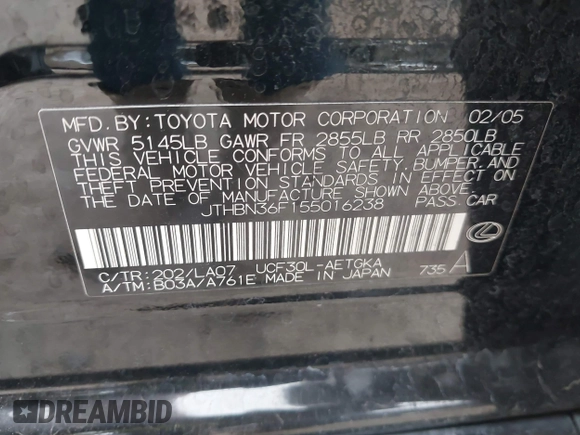 MFD. BY: TOYOTA MOTOR CORPORATION 02/05
GVWR 5145LB GAWR FR 2855LB RR 2850LB
THIS VEHICLE CONFORMS TO ALL APPLICABLE
FEDERAL MOTOR VEHICLE SAFETY, BUMPER, AND
THEFT PREVENTION STANDARDS IN EFFECT ON
THE DATE OF MANUFACTURE SHOWN ABOVE.
JTHBN36F155016238 PASS. CAR
C/TR: 202/LA07 UCF30L-AETGKA
A/TM: B03A/A761E MADE IN JAPAN 735 A
DREAMBID